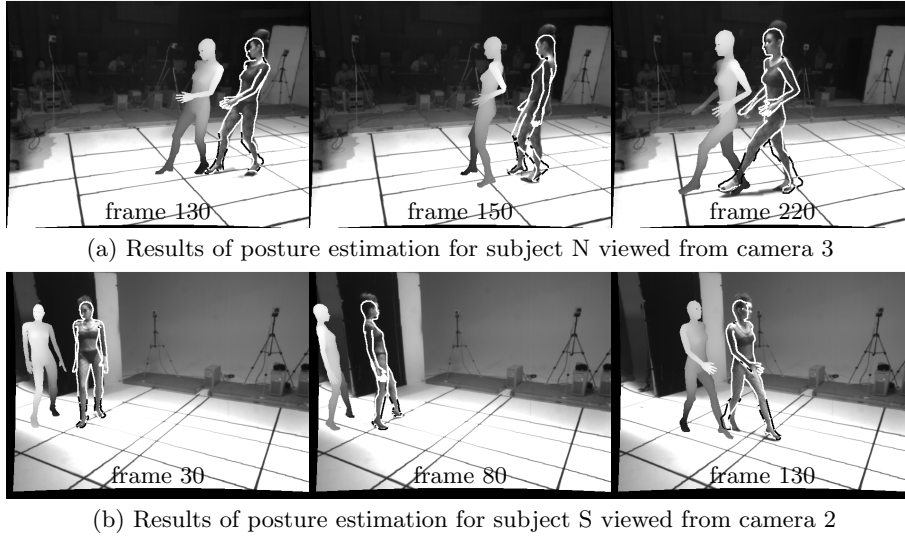 frame 130
frame 150
frame 220
(a) Results of posture estimation for subject N viewed from camera 3
frame 30
frame 80
frame 130
(b) Results of posture estimation for subject S viewed from camera 2